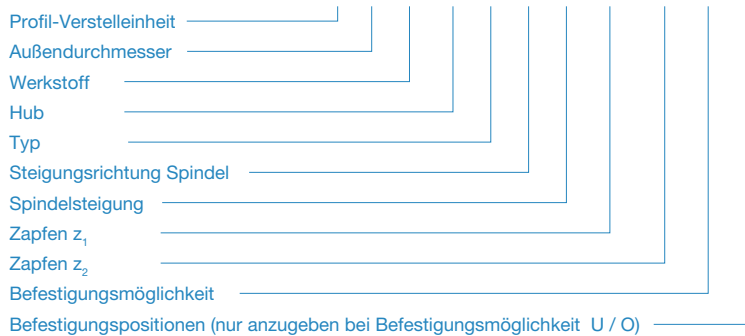 Profil-Verstelleinheit
Außendurchmesser
Werkstoff
Hub
Typ
Steigungsrichtung Spindel
Spindelsteigung
Zapfen z₁
Zapfen z₂
Befestigungsmöglichkeit
Befestigungspositionen (nur anzugeben bei Befestigungsmöglichkeit U / O)